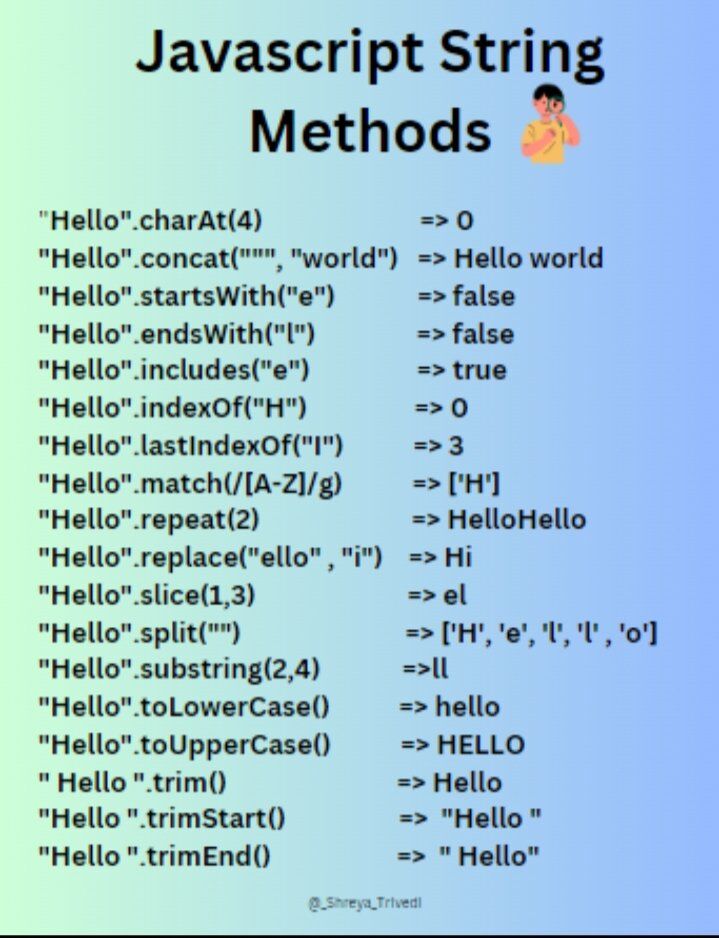 Javascript String
Methods
"Hello".charAt(4) => O
"Hello".concat(""", "world") => Hello world
"Hello".startsWith("e") => false
"Hello".endsWith("l") => false
"Hello".includes("e") => true
"Hello".indexOf("H") => 0
"Hello".lastIndexOf("l") => 3
"Hello".match(/[A-Z]/g) => ['H']
"Hello".repeat(2) => HelloHello
"Hello".replace("ello" , "i") => Hi
"Hello".slice(1,3) => el
"Hello".split("") => ['H', 'e', 'l', 'l' , 'o']
"Hello".substring(2,4) =>ll
"Hello".toLowerCase() => hello
"Hello".toUpperCase() => HELLO
" Hello ".trim() => Hello
"Hello ".trimStart() => "Hello "
"Hello ".trimEnd() => " Hello"
@_Shreya_Trivedi